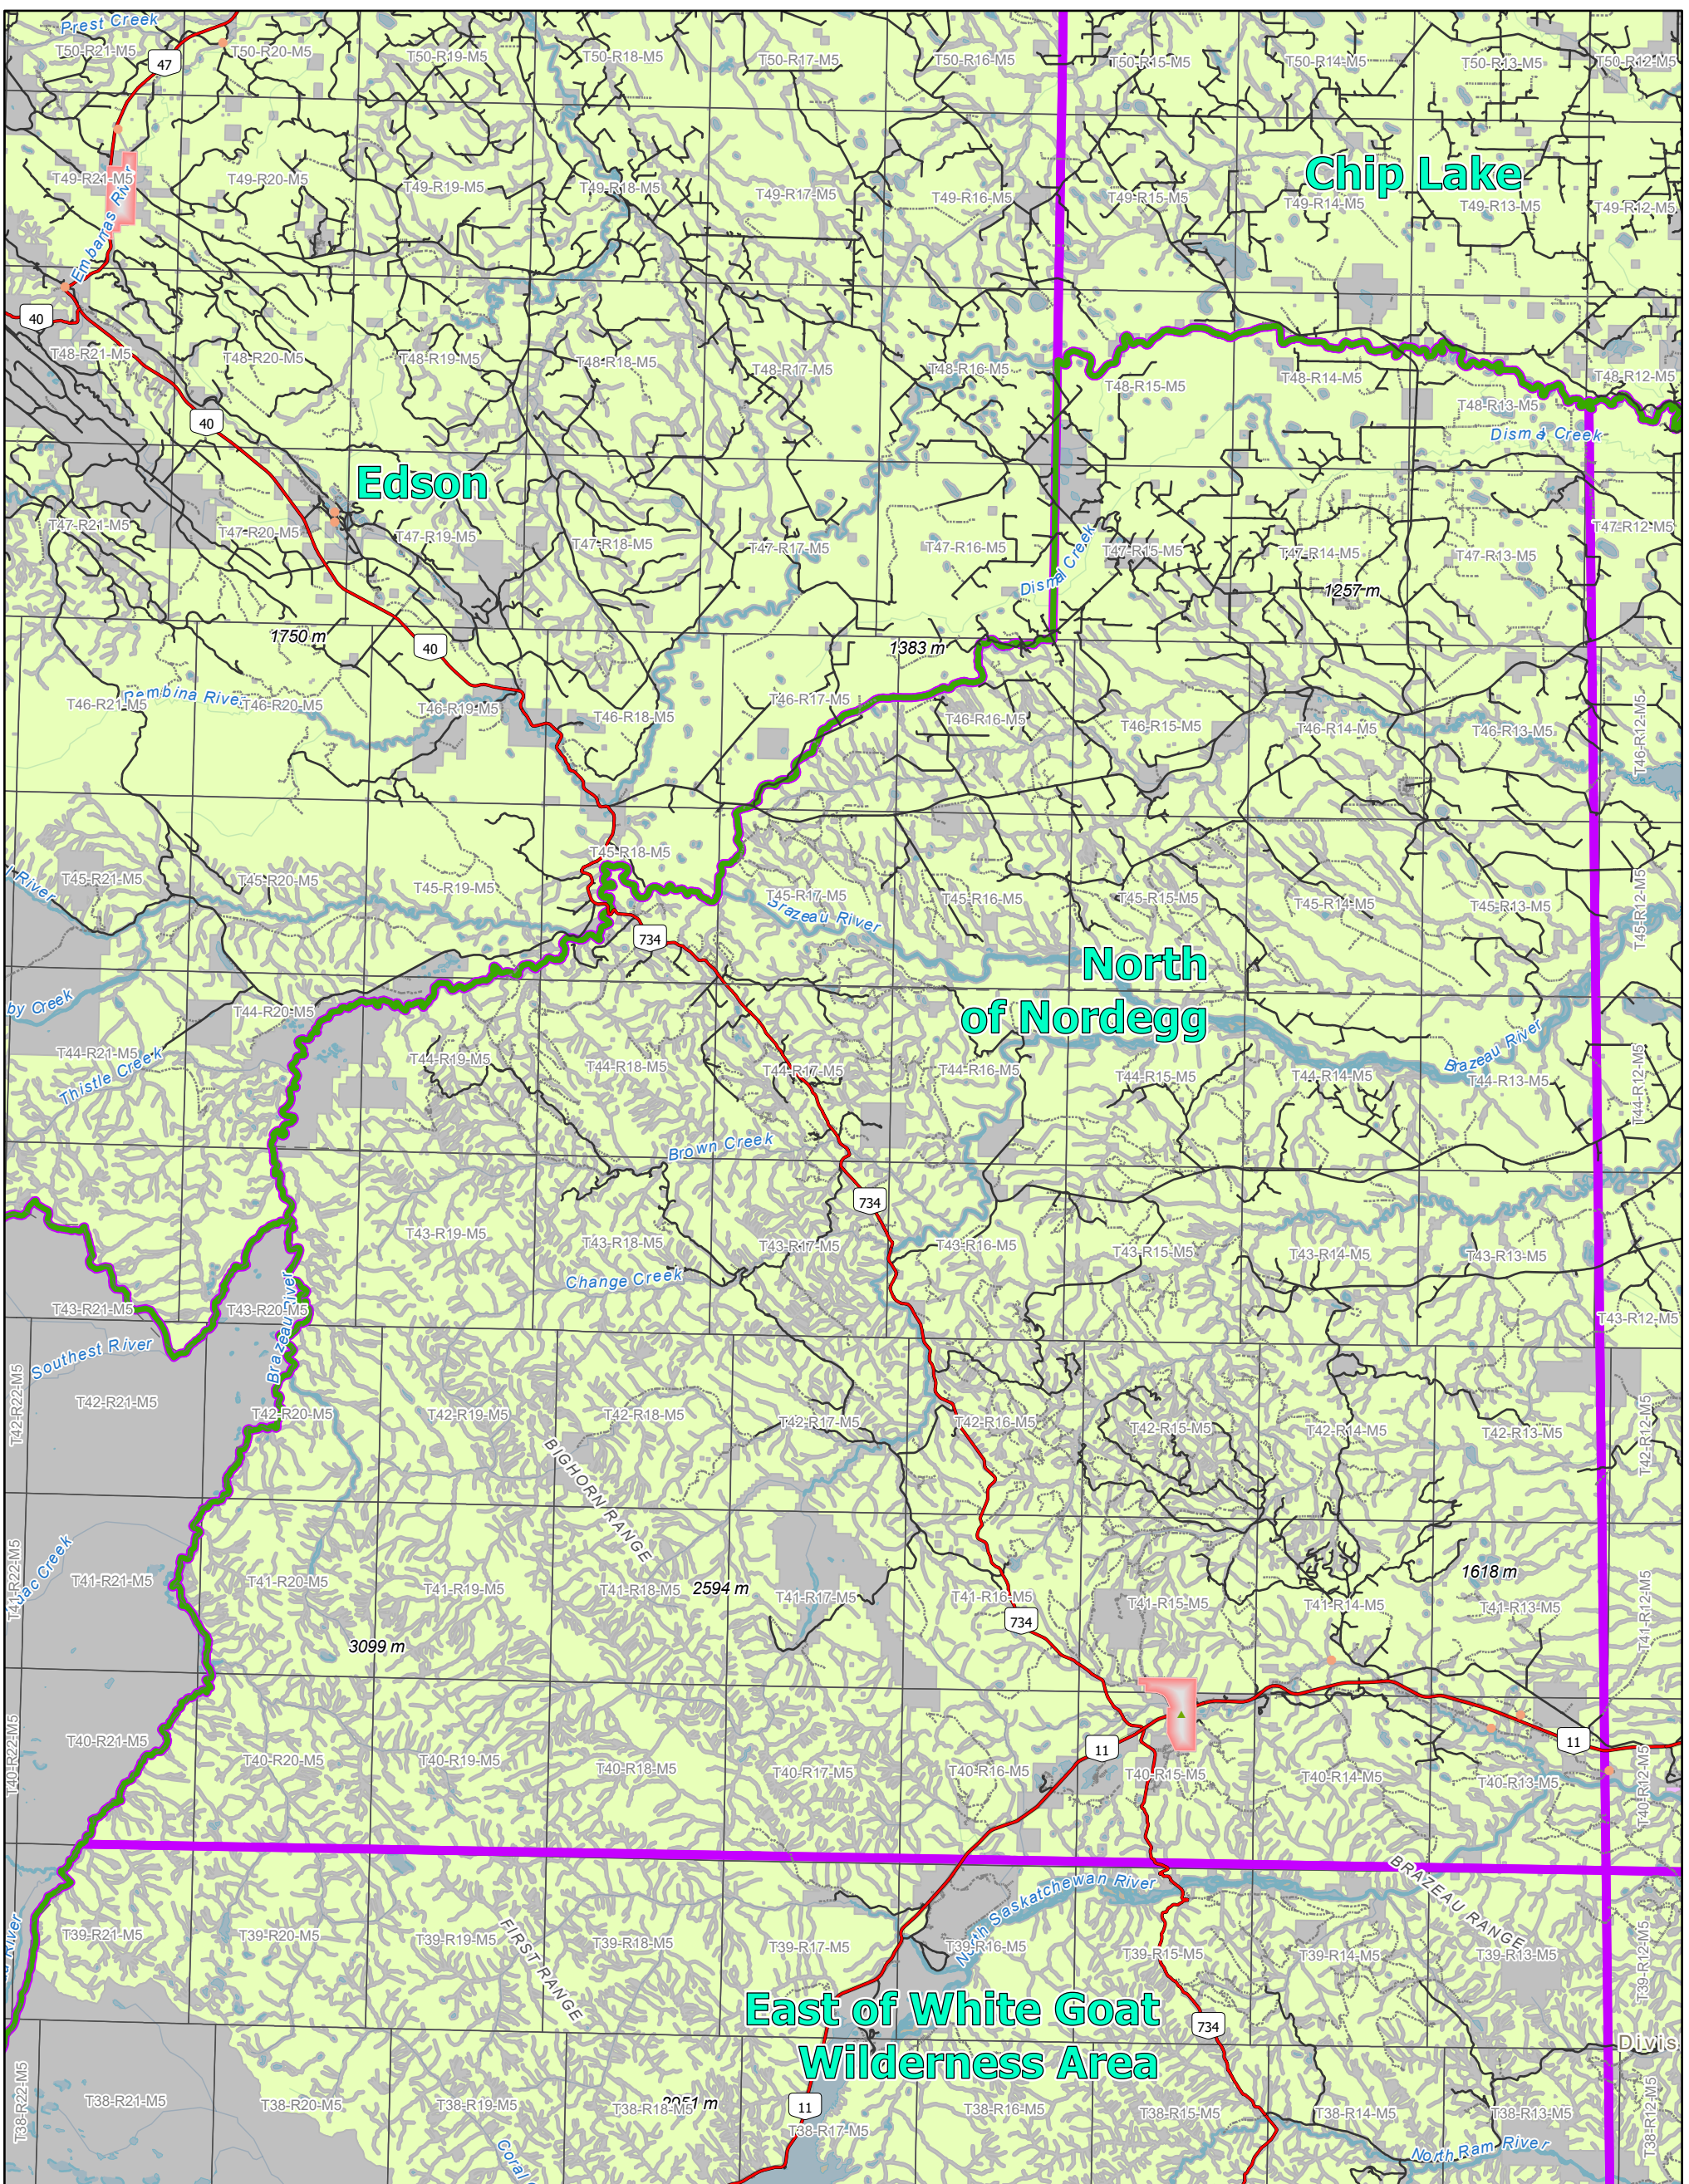 Prest Creek
T50-R21-M5
47
T50-R20-M5
T50-R19-M5
T50-R18-M5
T50-R17-M5
T50-R16-M5
T50-R15-M5
T50-R14-M5
T50-R13-M5
T50-R12-M5
Chip Lake
T49-R21-M5
T49-R20-M5
T49-R19-M5
T49-R18-M5
T49-R17-M5
T49-R16-M5
T49-R15-M5
T49-R14-M5
T49-R13-M5
T49-R12-M5
Embarras River
40
T48-R21-M5
T48-R20-M5
T48-R19-M5
T48-R18-M5
T48-R17-M5
T48-R16-M5
T48-R15-M5
T48-R14-M5
T48-R13-M5
T48-R12-M5
40
Dismal Creek
Edson
T47-R21-M5
T47-R20-M5
T47-R19-M5
T47-R18-M5
T47-R17-M5
T47-R16-M5
T47-R15-M5
T47-R14-M5
T47-R13-M5
T47-R12-M5
Dismal Creek
1257 m
1750 m
40
1383 m
Pembina River
T46-R21-M5
T46-R20-M5
T46-R19-M5
T46-R18-M5
T46-R17-M5
T46-R16-M5
T46-R15-M5
T46-R14-M5
T46-R13-M5
T46-R12-M5
T45-R21-M5
T45-R20-M5
T45-R19-M5
T45-R18-M5
T45-R17-M5
T45-R16-M5
T45-R15-M5
T45-R14-M5
T45-R13-M5
T45-R12-M5
River
Brazeau River
734
North
of Nordegg
by Creek
T44-R21-M5
T44-R20-M5
T44-R19-M5
T44-R18-M5
T44-R17-M5
T44-R16-M5
T44-R15-M5
T44-R14-M5
T44-R13-M5
T44-R12-M5
Thistle Creek
Brazeau River
Brown Creek
734
T43-R21-M5
T43-R20-M5
T43-R19-M5
T43-R18-M5
T43-R17-M5
T43-R16-M5
T43-R15-M5
T43-R14-M5
T43-R13-M5
T43-R12-M5
Change Creek
Southest River
Brazeau River
T42-R22-M5
T42-R21-M5
T42-R20-M5
T42-R19-M5
T42-R18-M5
T42-R17-M5
T42-R16-M5
T42-R15-M5
T42-R14-M5
T42-R13-M5
T42-R12-M5
BIGHORN RANGE
T41-R22-M5
Creek
T41-R21-M5
T41-R20-M5
T41-R19-M5
T41-R18-M5
2594 m
T41-R17-M5
T41-R16-M5
T41-R15-M5
T41-R14-M5
1618 m
T41-R13-M5
T41-R12-M5
734
3099 m
T40-R22-M5
T40-R21-M5
T40-R20-M5
T40-R19-M5
T40-R18-M5
T40-R17-M5
T40-R16-M5
11
T40-R15-M5
T40-R14-M5
11
T40-R13-M5
T40-R12-M5
North Saskatchewan River
BRAZEAU RANGE
River
T39-R21-M5
T39-R20-M5
T39-R19-M5
FIRST RANGE
T39-R18-M5
T39-R17-M5
T39-R16-M5
T39-R15-M5
T39-R14-M5
T39-R13-M5
T39-R12-M5
East of White Goat
Wilderness Area
734
Divis
T38-R22-M5
T38-R21-M5
T38-R20-M5
T38-R19-M5
T38-R18-M5
11
T38-R17-M5
T38-R16-M5
T38-R15-M5
T38-R14-M5
T38-R13-M5
T38-R12-M5
Coral
North Ram River